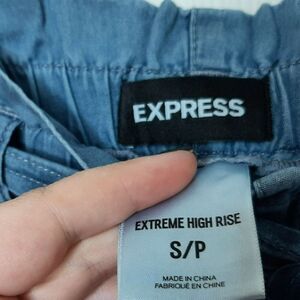 EXPRESS
EXTREME HIGH RISE
S/P
MADE IN CHINA
FABRIQUÉ EN CHINE